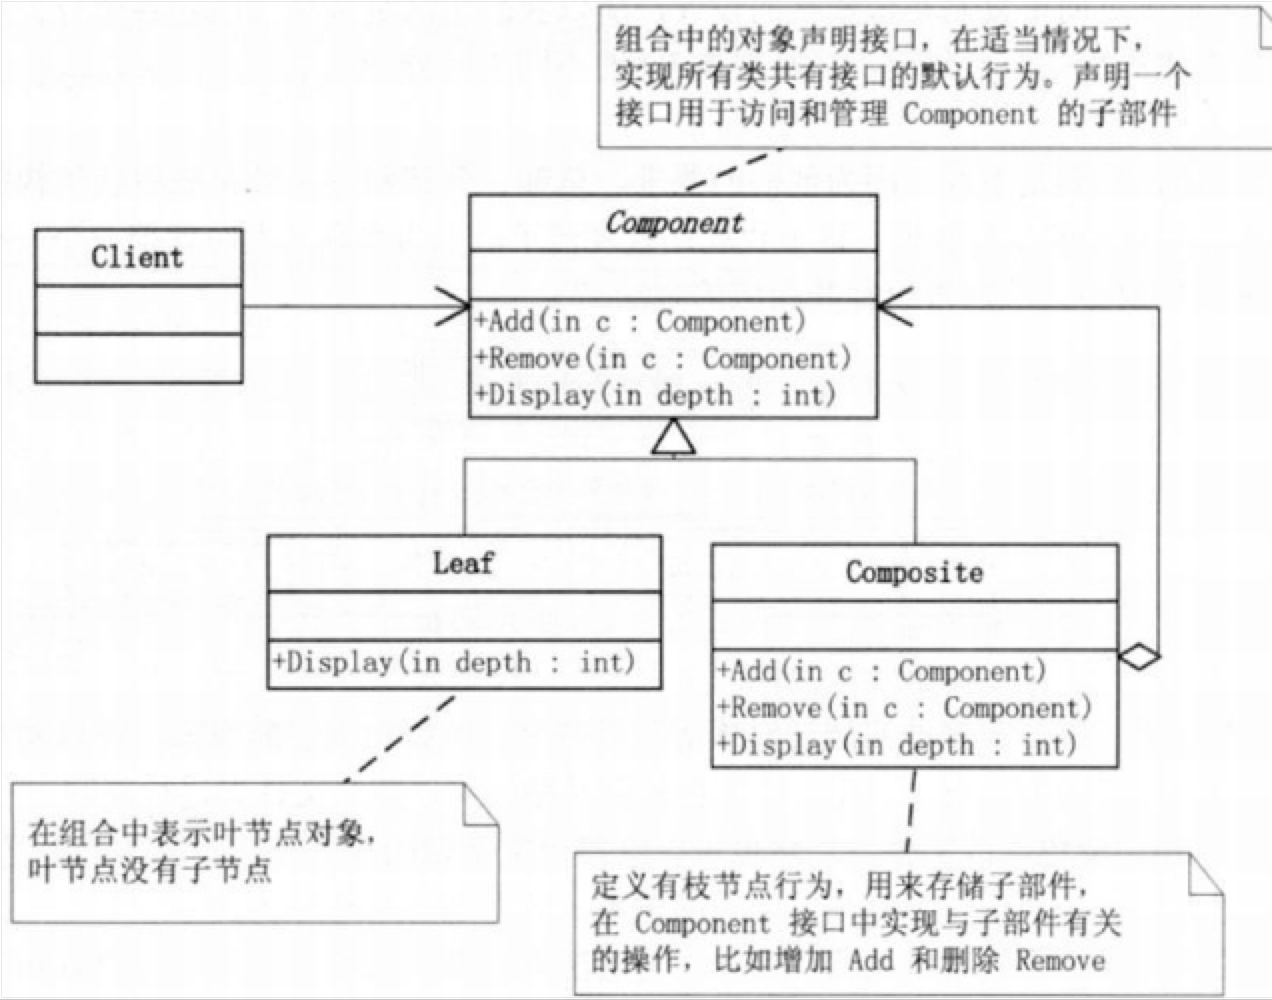 组合中的对象声明接口，在适当情况下，
实现所有类共有接口的默认行为。声明一个
接口用于访问和管理 Component 的子部件
Component
Client
+Add(in c : Component)
+Remove(in c : Component)
+Display(in depth : int)
Leaf
+Display(in depth : int)
Composite
+Add(in c : Component)
+Remove(in c : Component)
+Display(in depth : int)
在组合中表示叶节点对象，
叶节点没有子节点
定义有枝节点行为，用来存储子部件，
在 Component 接口中实现与子部件有关
的操作，比如增加 Add 和删除 Remove